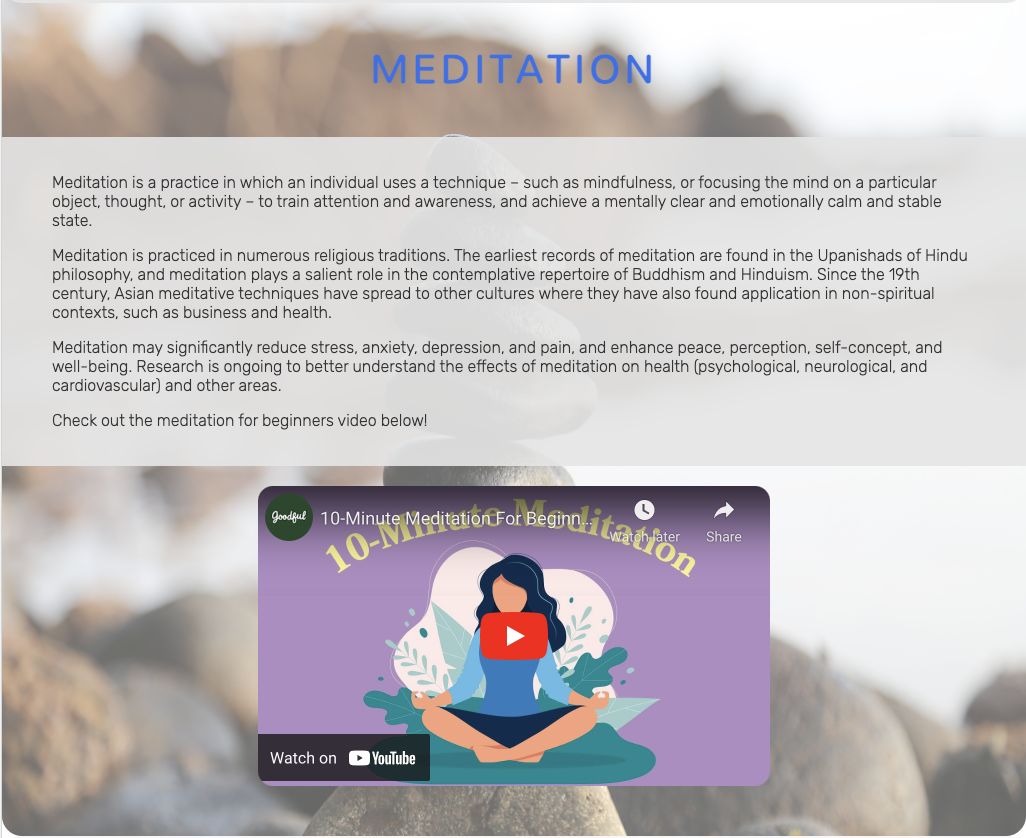 MEDITATION
Meditation is a practice in which an individual uses a technique – such as mindfulness, or focusing the mind on a particular
object, thought, or activity – to train attention and awareness, and achieve a mentally clear and emotionally calm and stable
state.
Meditation is practiced in numerous religious traditions. The earliest records of meditation are found in the Upanishads of Hindu
philosophy, and meditation plays a salient role in the contemplative repertoire of Buddhism and Hinduism. Since the 19th
century, Asian meditative techniques have spread to other cultures where they have also found application in non-spiritual
contexts, such as business and health.
Meditation may significantly reduce stress, anxiety, depression, and pain, and enhance peace, perception, self-concept, and
well-being. Research is ongoing to better understand the effects of meditation on health (psychological, neurological, and
cardiovascular) and other areas.
Check out the meditation for beginners video below!
Goodful
10-Minute Meditation For Beginn...
Watch later
Share
10-Minute Meditation
Watch on YouTube